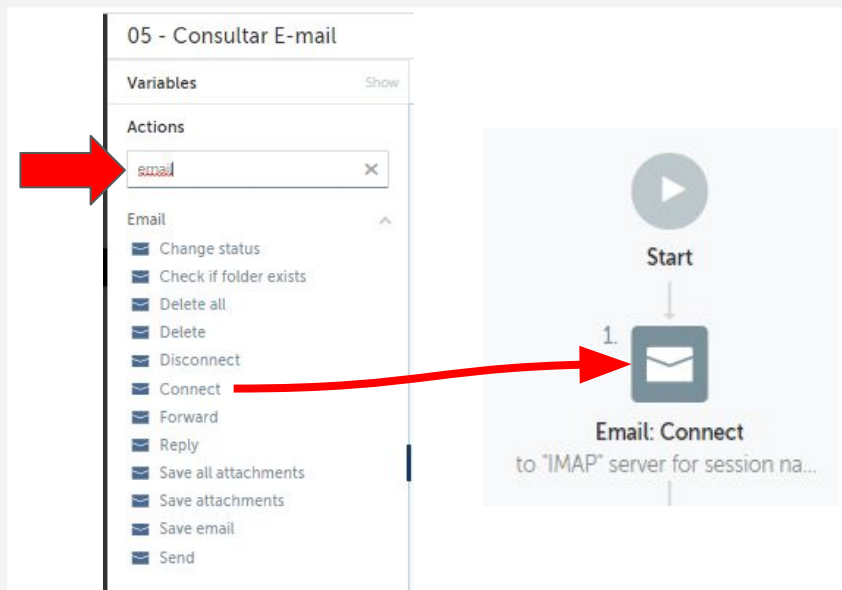 05 - Consultar E-mail
Variables Show
Actions
email
Email
Change status
Check if folder exists
Delete all
Delete
Disconnect
Connect
Forward
Reply
Save all attachments
Save attachments
Save email
Send
Start
1.
Email: Connect
to "IMAP" server for session na...